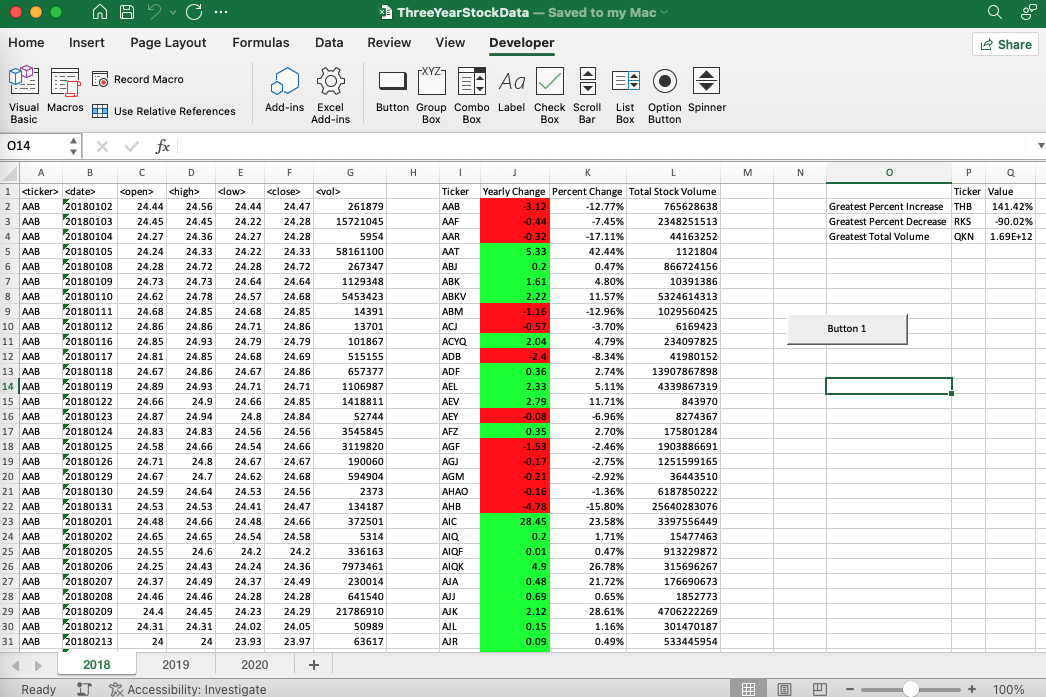 ThreeYearStockData — Saved to my Mac
Home Insert Page Layout Formulas Data Review View Developer Share
Visual Basic Macros Record Macro Use Relative References Add-ins Excel Add-ins Button Group Box Combo Box Label Check Box Scroll Bar List Box Option Button Spinner
XYZ Aa
O14 fx
A B C D E F G H I J K L M N O P Q
1 <ticker> <date> <open> <high> <low> <close> <vol> Ticker Yearly Change Percent Change Total Stock Volume Ticker Value
2 AAB 20180102 24.44 24.56 24.44 24.47 261879 AAB -3.12 -12.77% 765628638 Greatest Percent Increase THB 141.42%
3 AAB 20180103 24.45 24.45 24.22 24.28 15721045 AAF -0.44 -7.45% 2348251513 Greatest Percent Decrease RKS -90.02%
4 AAB 20180104 24.27 24.36 24.27 24.28 5954 AAR -0.32 -17.11% 44163252 Greatest Total Volume QKN 1.69E+12
5 AAB 20180105 24.24 24.33 24.22 24.33 58161100 AAT 5.33 42.44% 1121804
6 AAB 20180108 24.28 24.72 24.28 24.72 267347 ABJ 0.2 0.47% 866724156
7 AAB 20180109 24.73 24.73 24.64 24.64 1129348 ABK 1.61 4.80% 10391386
8 AAB 20180110 24.62 24.78 24.57 24.68 5453423 ABKV 2.22 11.57% 5324614313
9 AAB 20180111 24.68 24.85 24.68 24.85 14391 ABM -1.16 -12.96% 1029560425
10 AAB 20180112 24.86 24.86 24.71 24.86 13701 ACJ -0.57 -3.70% 6169423
Button 1
11 AAB 20180116 24.85 24.93 24.79 24.79 101867 ACYQ 2.04 4.79% 234097825
12 AAB 20180117 24.81 24.85 24.68 24.69 515155 ADB -2.4 -8.34% 41980152
13 AAB 20180118 24.67 24.86 24.67 24.86 657377 ADF 0.36 2.74% 13907867898
14 AAB 20180119 24.89 24.93 24.71 24.71 1106987 AEL 2.33 5.11% 4339867319
15 AAB 20180122 24.66 24.9 24.66 24.85 1418811 AEV 2.79 11.71% 843970
16 AAB 20180123 24.87 24.94 24.8 24.84 52744 AEY -0.08 -6.96% 8274367
17 AAB 20180124 24.83 24.83 24.56 24.56 3545845 AFZ 0.35 2.70% 175801284
18 AAB 20180125 24.58 24.66 24.54 24.66 3119820 AGF -1.53 -2.46% 1903886691
19 AAB 20180126 24.71 24.8 24.67 24.67 190060 AGJ -0.17 -2.75% 1251599165
20 AAB 20180129 24.67 24.7 24.62 24.68 594904 AGM -0.21 -2.92% 36443510
21 AAB 20180130 24.59 24.64 24.53 24.56 2373 AHAO -0.16 -1.36% 6187850222
22 AAB 20180131 24.53 24.53 24.41 24.47 134187 AHB -4.78 -15.80% 25640283076
23 AAB 20180201 24.48 24.66 24.48 24.66 372501 AIC 28.45 23.58% 3397556449
24 AAB 20180202 24.65 24.65 24.54 24.58 5314 AIQ 0.2 1.71% 15477463
25 AAB 20180205 24.55 24.6 24.2 24.2 336163 AIQF 0.01 0.47% 913229872
26 AAB 20180206 24.25 24.43 24.24 24.36 7973461 AIQK 4.9 26.78% 315696267
27 AAB 20180207 24.37 24.49 24.37 24.49 230014 AJA 0.48 21.72% 176690673
28 AAB 20180208 24.46 24.46 24.28 24.28 641540 AJJ 0.69 0.65% 1852773
29 AAB 20180209 24.4 24.45 24.23 24.29 21786910 AJK 2.12 28.61% 4706222269
30 AAB 20180212 24.31 24.31 24.02 24.05 50989 AJL 0.15 1.16% 301470187
31 AAB 20180213 24 24 23.93 23.97 63617 AJR 0.09 0.49% 533445954
2018 2019 2020 +
Ready Accessibility: Investigate 100%